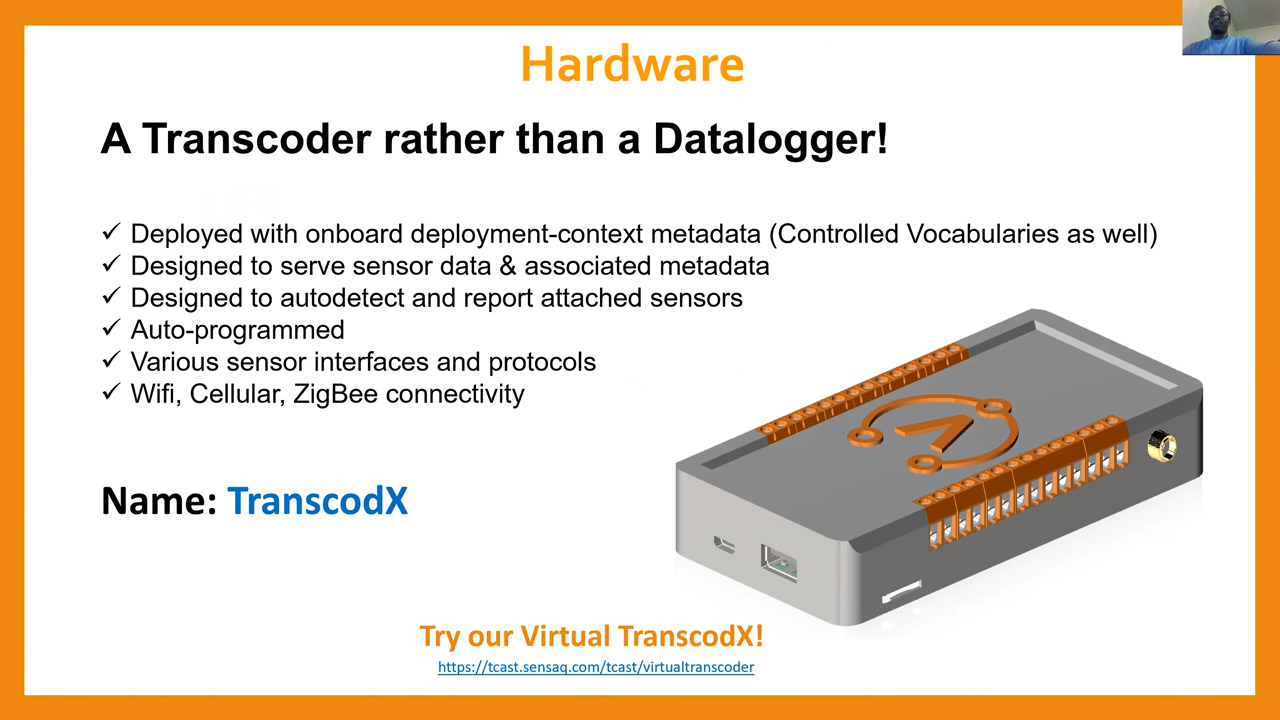 Hardware
A Transcoder rather than a Datalogger!
✓ Deployed with onboard deployment-context metadata (Controlled Vocabularies as well)
✓ Designed to serve sensor data & associated metadata
✓ Designed to autodetect and report attached sensors
✓ Auto-programmed
✓ Various sensor interfaces and protocols
✓ Wifi, Cellular, ZigBee connectivity
Name: TranscodX
Try our Virtual TranscodX!
https://tcast.sensaq.com/tcast/virtualtranscoder